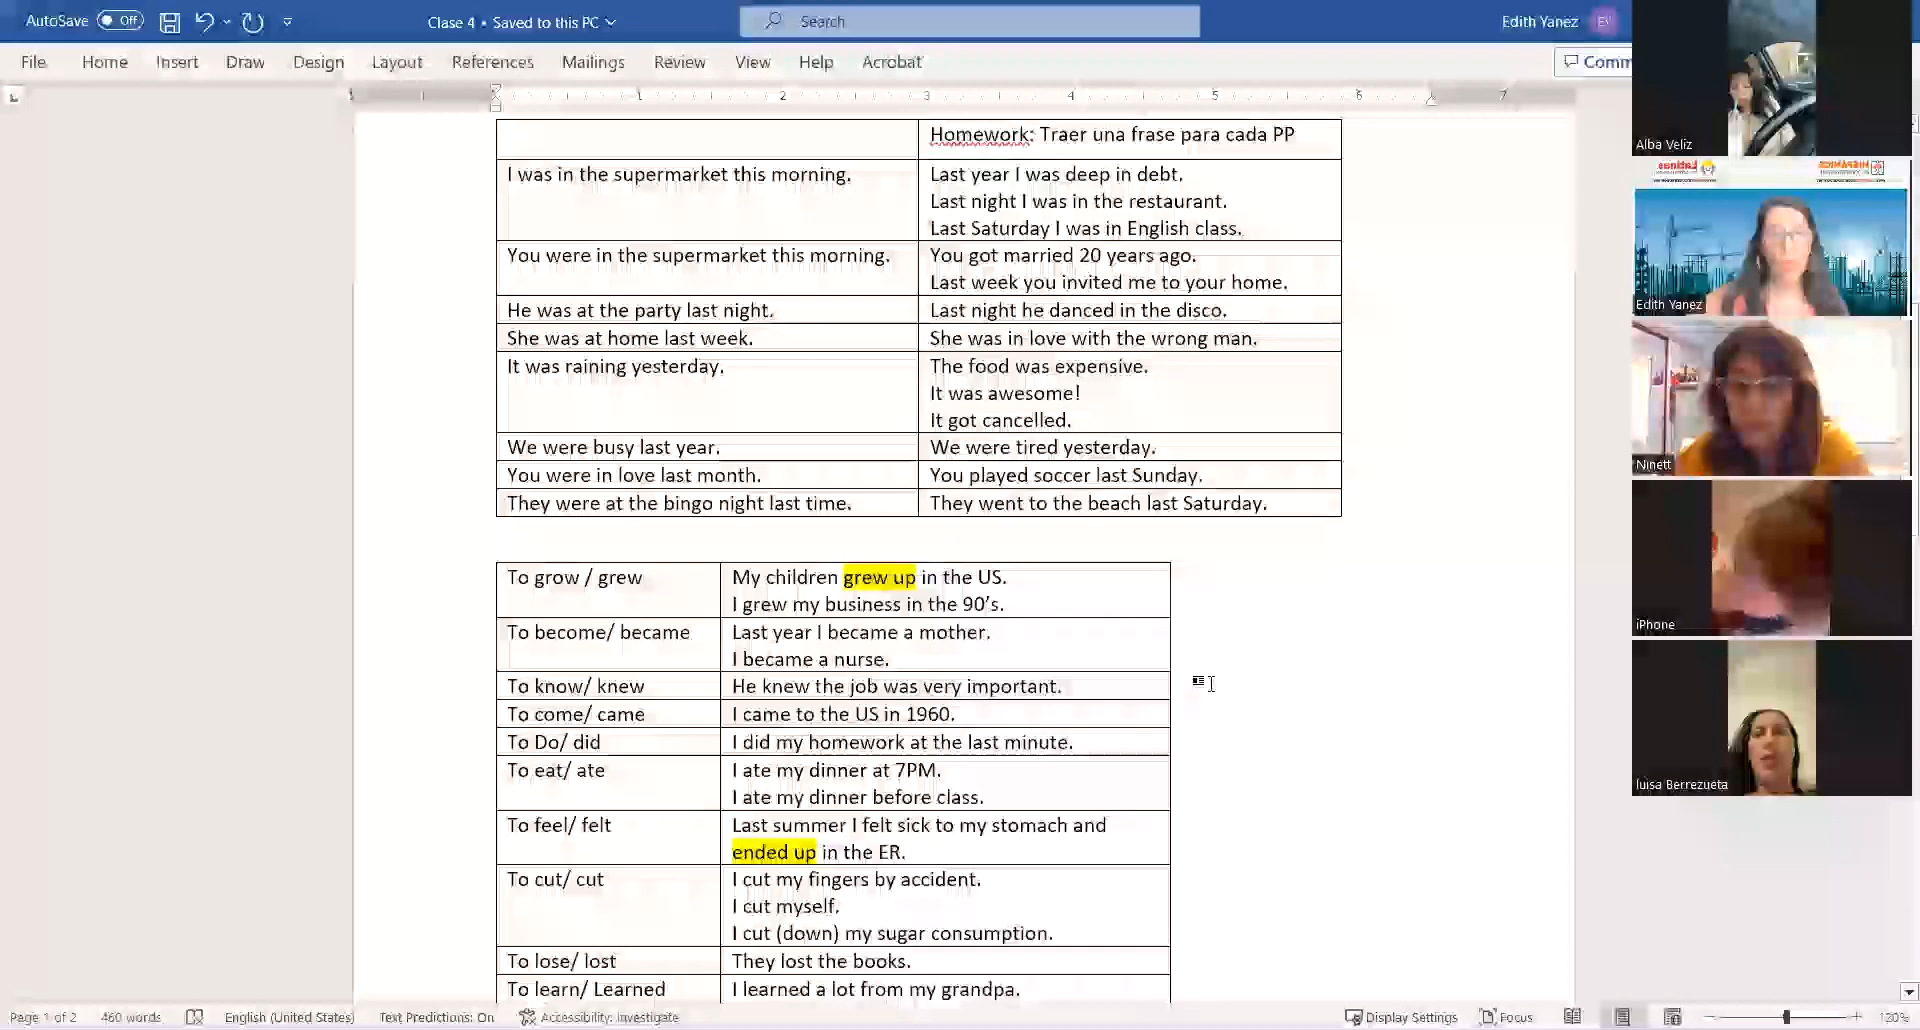 AutoSave Off
Clase 4 • Saved to this PC
Search
Edith Yanez
EY
File Home Insert Draw Design Layout References Mailings Review View Help Acrobat
Comm
1 1 2 3 4 5 6 7
Homework: Traer una frase para cada PP
I was in the supermarket this morning.
Last year I was deep in debt.
Last night I was in the restaurant.
Last Saturday I was in English class.
You were in the supermarket this morning.
You got married 20 years ago.
Last week you invited me to your home.
He was at the party last night.
Last night he danced in the disco.
She was at home last week.
She was in love with the wrong man.
It was raining yesterday.
The food was expensive.
It was awesome!
It got cancelled.
We were busy last year.
We were tired yesterday.
You were in love last month.
You played soccer last Sunday.
They were at the bingo night last time.
They went to the beach last Saturday.
To grow / grew
My children grew up in the US.
I grew my business in the 90’s.
To become/ became
Last year I became a mother.
I became a nurse.
To know/ knew
He knew the job was very important.
To come/ came
I came to the US in 1960.
To Do/ did
I did my homework at the last minute.
To eat/ ate
I ate my dinner at 7PM.
I ate my dinner before class.
To feel/ felt
Last summer I felt sick to my stomach and
ended up in the ER.
To cut/ cut
I cut my fingers by accident.
I cut myself.
I cut (down) my sugar consumption.
To lose/ lost
They lost the books.
To learn/ Learned
I learned a lot from my grandpa.
Alba Veliz
Latinas
HISPANICS
Edith Yanez
Ninett
iPhone
luisa Berrezueta
Page 1 of 2 460 words English (United States) Text Predictions: On Accessibility: Investigate
Display Settings Focus 120%